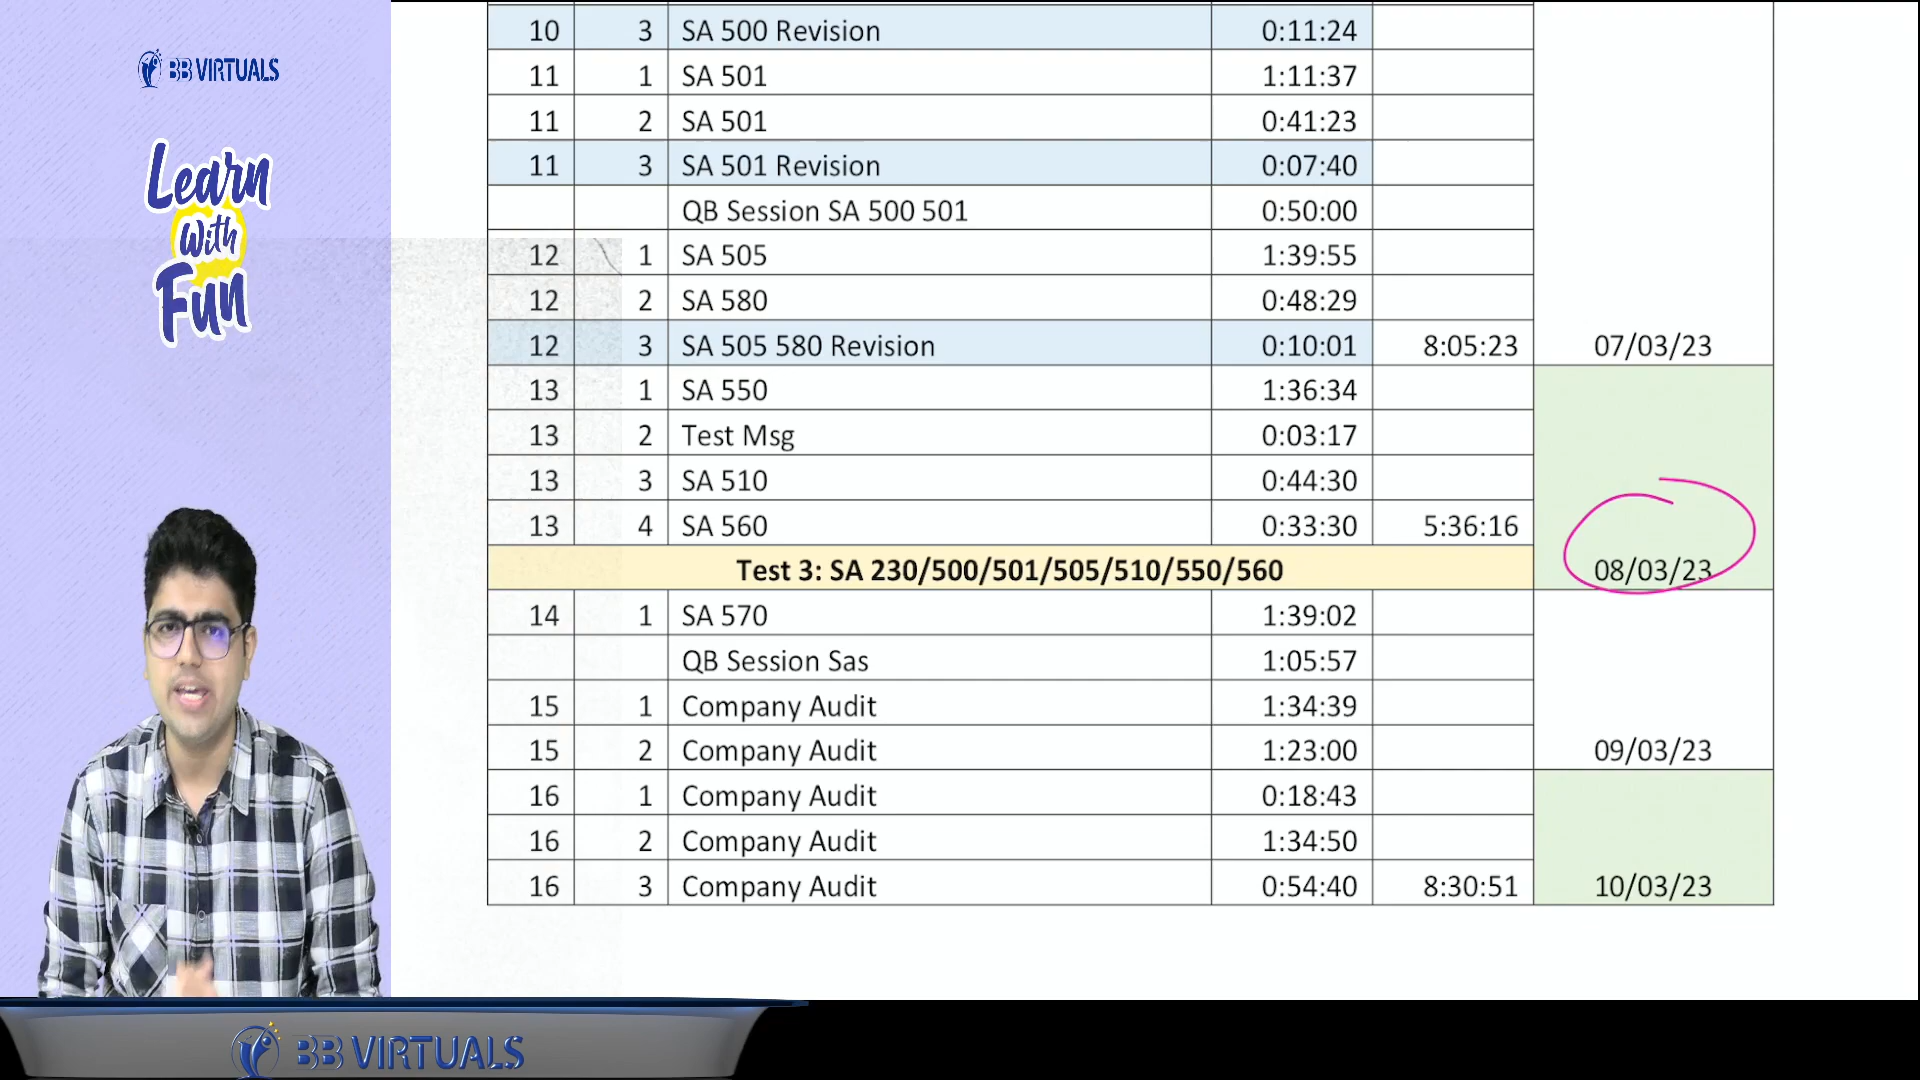 BB VIRTUALS
Learn
With
Fun
10 3 SA 500 Revision 0:11:24
11 1 SA 501 1:11:37
11 2 SA 501 0:41:23
11 3 SA 501 Revision 0:07:40
QB Session SA 500 501 0:50:00
12 1 SA 505 1:39:55
12 2 SA 580 0:48:29
12 3 SA 505 580 Revision 0:10:01 8:05:23 07/03/23
13 1 SA 550 1:36:34
13 2 Test Msg 0:03:17
13 3 SA 510 0:44:30
13 4 SA 560 0:33:30 5:36:16
Test 3: SA 230/500/501/505/510/550/560 08/03/23
14 1 SA 570 1:39:02
QB Session Sas 1:05:57
15 1 Company Audit 1:34:39
15 2 Company Audit 1:23:00 09/03/23
16 1 Company Audit 0:18:43
16 2 Company Audit 1:34:50
16 3 Company Audit 0:54:40 8:30:51 10/03/23
BB VIRTUALS